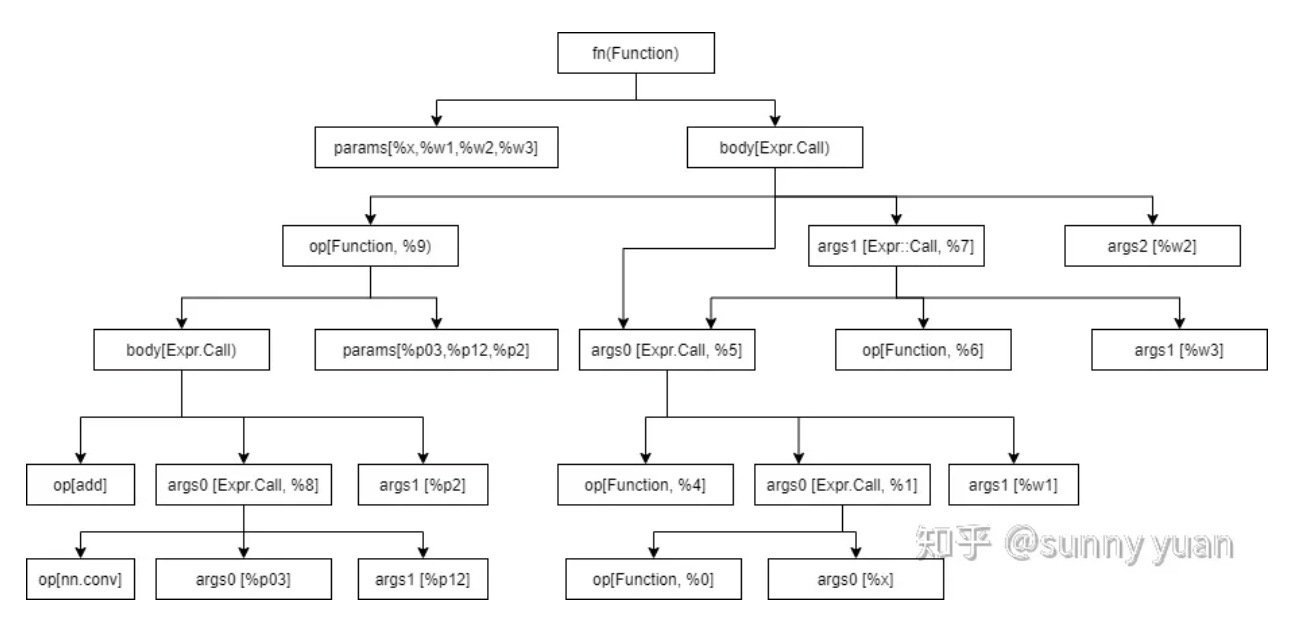 fn(Function)
params[%x,%w1,%w2,%w3]
body[Expr.Call)
op[Function, %9)
args1 [Expr::Call, %7]
args2 [%w2]
body[Expr.Call)
params[%p03,%p12,%p2]
args0 [Expr.Call, %5]
op[Function, %6]
args1 [%w3]
op[add]
args0 [Expr.Call, %8]
args1 [%p2]
op[Function, %4]
args0 [Expr.Call, %1]
args1 [%w1]
op[nn.conv]
args0 [%p03]
args1 [%p12]
op[Function, %0]
args0 [%x]
知乎 @sunny yuan